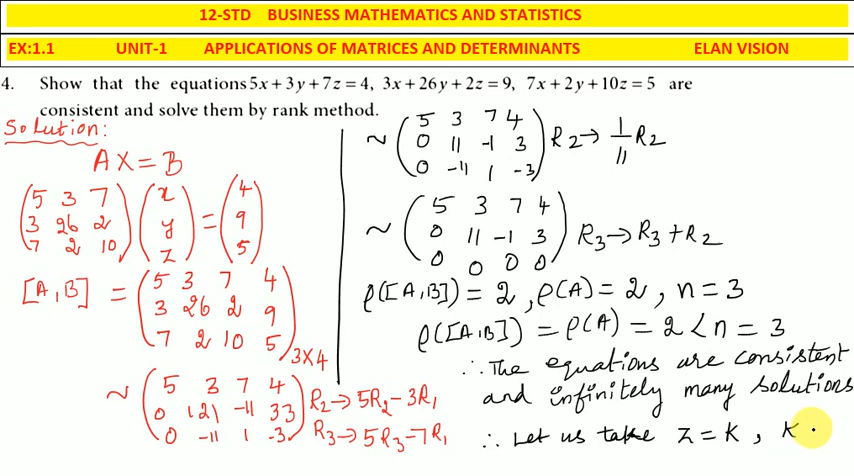 12-STD BUSINESS MATHEMATICS AND STATISTICS
EX:1.1 UNIT-1 APPLICATIONS OF MATRICES AND DETERMINANTS ELAN VISION
4. Show that the equations 5x + 3y + 7z = 4, 3x + 26y + 2z = 9, 7x + 2y + 10z = 5 are
consistent and solve them by rank method.
Solution:
AX = B
(5 3 7) (x) (4)
(3 26 2) (y) = (9)
(7 2 10) (z) (5)
[A,B] = (5 3 7 4)
(3 26 2 9)
(7 2 10 5) 3X4
~ (5 3 7 4)
(0 121 -11 33) R2→5R2-3R1
(0 -11 1 -3) R3→5R3-7R1
~ (5 3 7 4)
(0 11 -1 3) R2→ 1/11 R2
(0 -11 1 -3)
~ (5 3 7 4)
(0 11 -1 3) R3→R3+R2
(0 0 0 0)
ρ([A,B]) = 2, ρ(A) = 2, n = 3
ρ([A,B]) = ρ(A) = 2 < n = 3
∴ The equations are consistent
and infinitely many solutions
∴ Let us take z = k, k